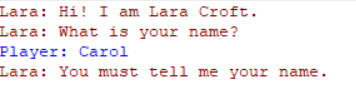 Lara: Hi! I am Lara Croft.
Lara: What is your name?
Player: Carol
Lara: You must tell me your name.